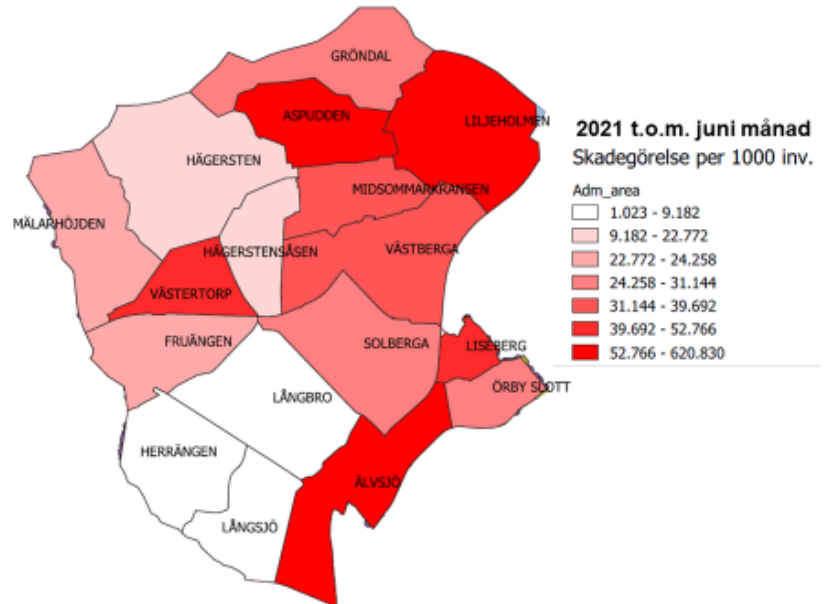 GRÖNDAL
ASPUDDEN
LILJEHOLMEN
HÄGERSTEN
MIDSOMMARKRANSEN
MÄLARHÖJDEN
HÄGERSTENSÅSEN
VÄSTBERGA
VÄSTERTORP
FRUÄNGEN
SOLBERGA
LISEBERG
ÖRBY SLOTT
LÅNGBRO
HERRÄNGEN
ÄLVSJÖ
LÅNGSJÖ
2021 t.o.m. juni månad
Skadegörelse per 1000 inv.
Adm_area
1.023 - 9.182
9.182 - 22.772
22.772 - 24.258
24.258 - 31.144
31.144 - 39.692
39.692 - 52.766
52.766 - 620.830